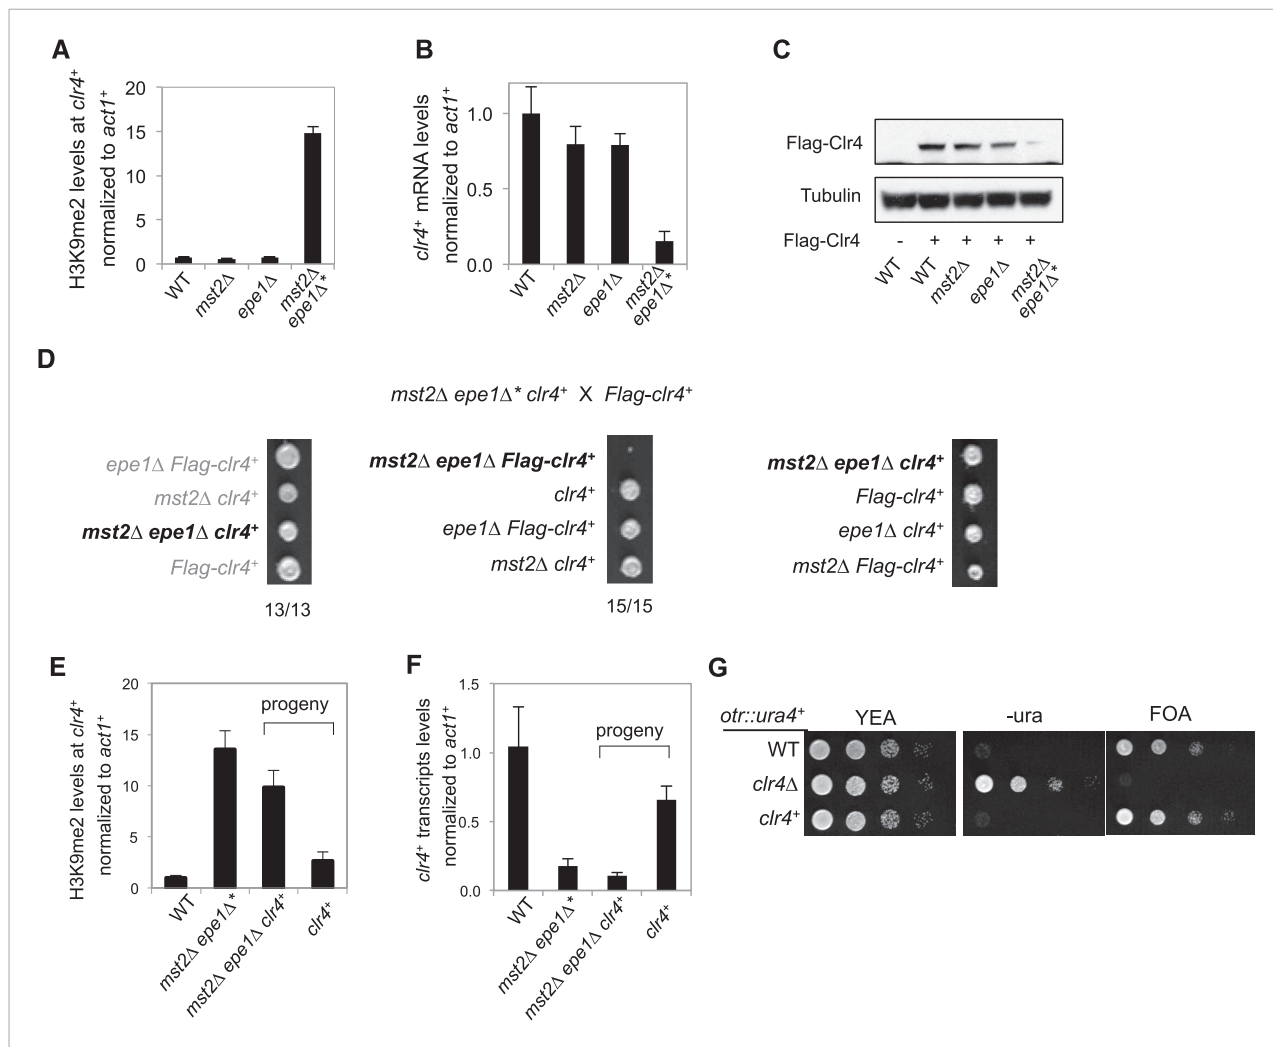 A
H3K9me2 levels at clr4⁺
normalized to act1⁺
20
15
10
5
0
WT
mst2Δ
epe1Δ
mst2Δ
epe1Δ*
B
clr4⁺ mRNA levels
normalized to act1⁺
1.0
0.5
0.0
WT
mst2Δ
epe1Δ
mst2Δ
epe1Δ*
C
Flag-Clr4
Tubulin
Flag-Clr4 - + + + +
WT
WT
mst2Δ
epe1Δ
mst2Δ
epe1Δ*
D
mst2Δ epe1Δ* clr4⁺ X Flag-clr4⁺
epe1Δ Flag-clr4⁺
mst2Δ clr4⁺
mst2Δ epe1Δ clr4⁺
Flag-clr4⁺
13/13
mst2Δ epe1Δ Flag-clr4⁺
clr4⁺
epe1Δ Flag-clr4⁺
mst2Δ clr4⁺
15/15
mst2Δ epe1Δ clr4⁺
Flag-clr4⁺
epe1Δ clr4⁺
mst2Δ Flag-clr4⁺
E
H3K9me2 levels at clr4⁺
normalized to act1⁺
20
15
10
5
0
progeny
WT
mst2Δ epe1Δ*
mst2Δ epe1Δ clr4⁺
clr4⁺
F
clr4⁺ transcripts levels
normalized to act1⁺
1.5
1.0
0.5
0.0
progeny
WT
mst2Δ epe1Δ*
mst2Δ epe1Δ clr4⁺
clr4⁺
G
otr::ura4⁺ YEA -ura FOA
WT
clr4Δ
clr4⁺